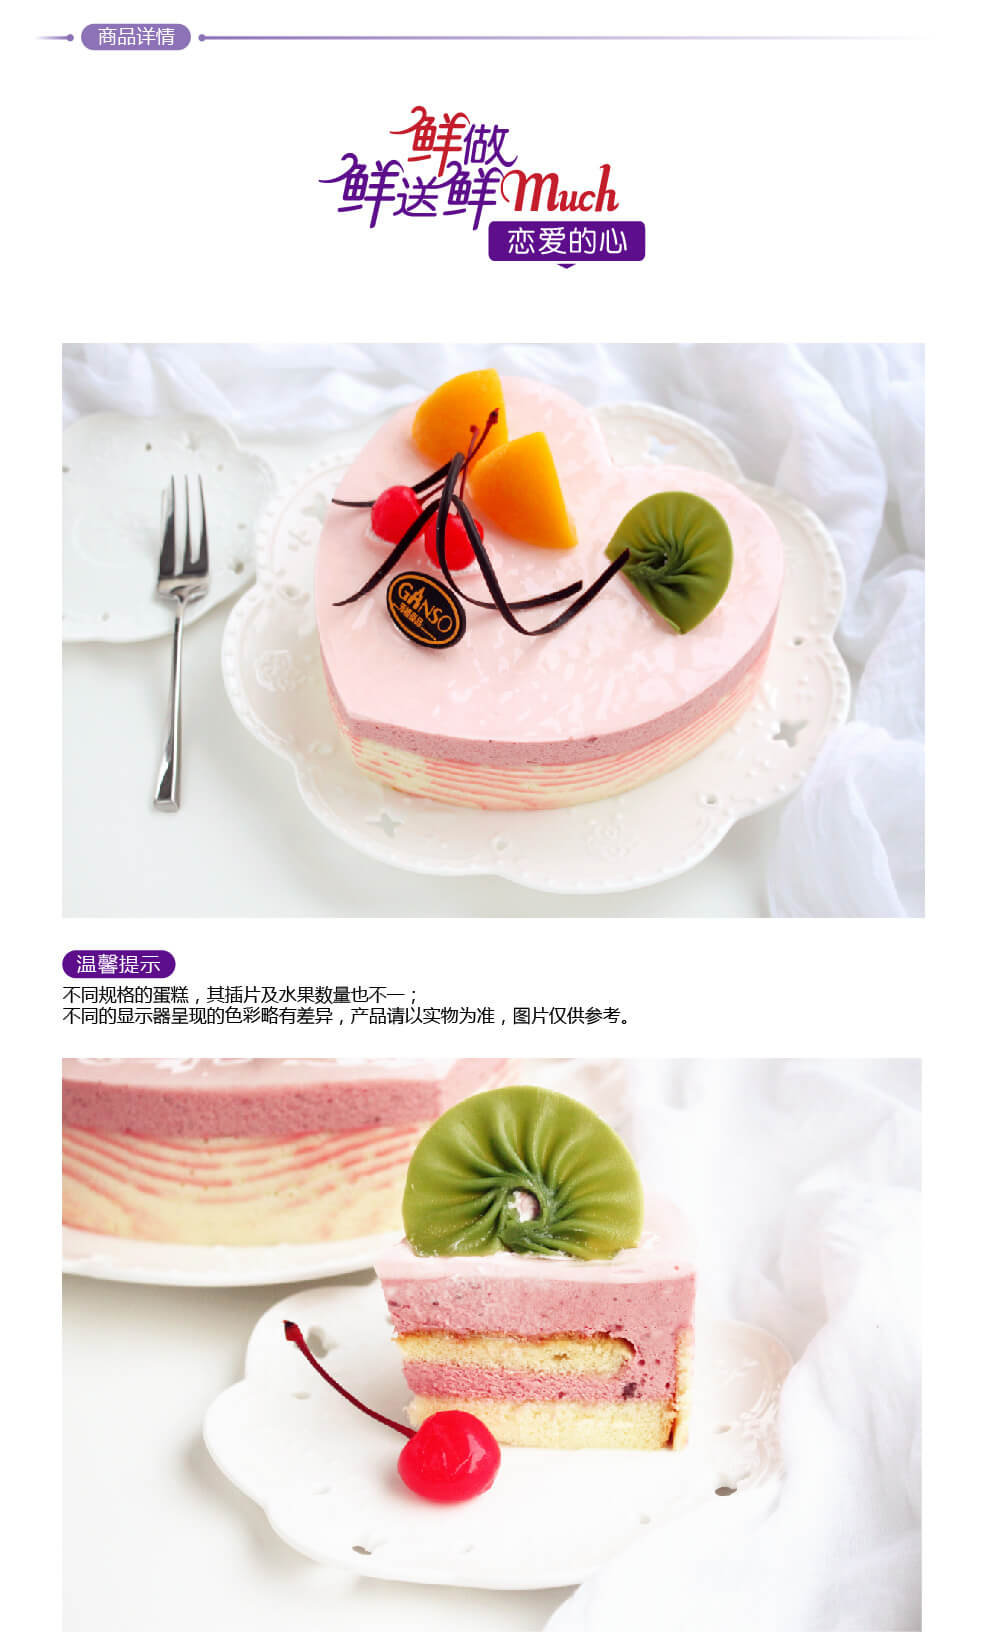 商品详情
鲜做
鲜送鲜Much
恋爱的心
GANSO
温馨提示
不同规格的蛋糕，其插片及水果数量也不一；
不同的显示器呈现的色彩略有差异，产品请以实物为准，图片仅供参考。